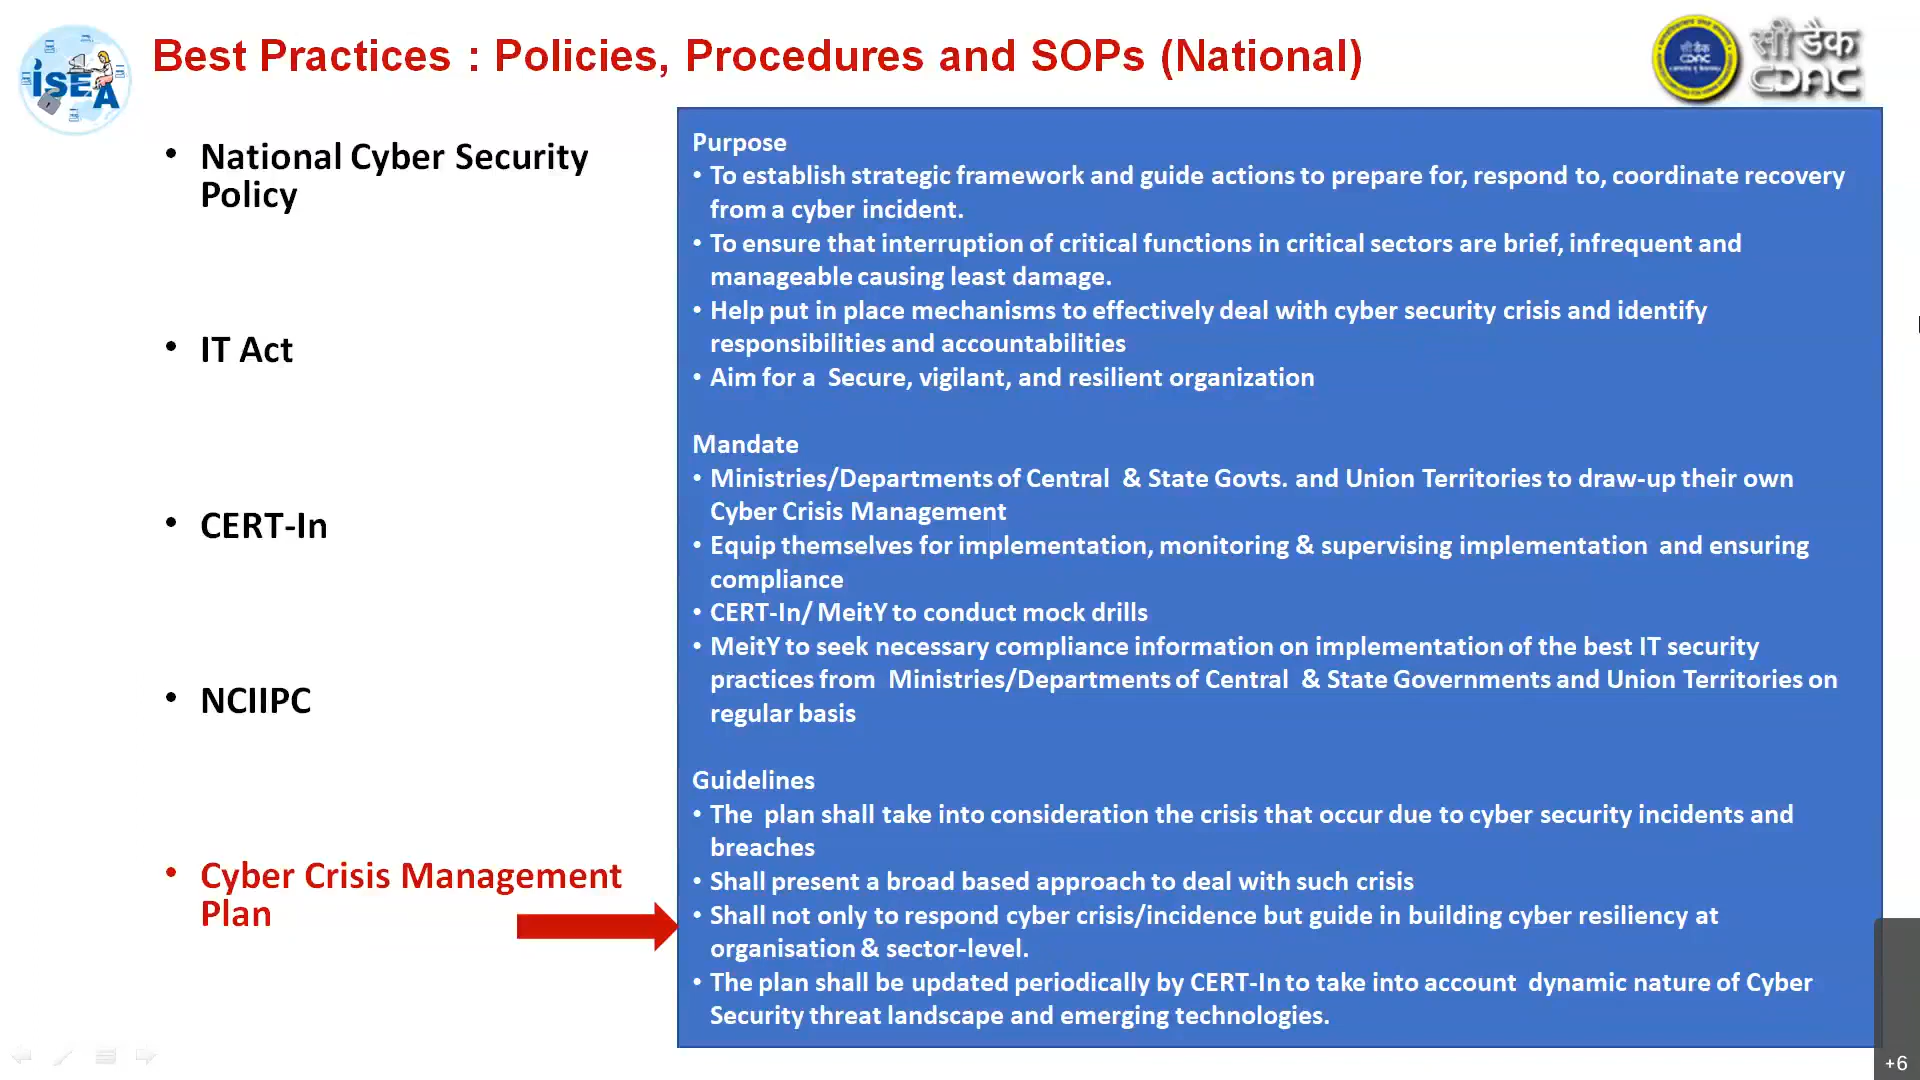 iSEA
Best Practices : Policies, Procedures and SOPs (National)
सी डैक
CDAC
सी डैक
CDAC
• National Cyber Security
Policy
• IT Act
• CERT-In
• NCIIPC
• Cyber Crisis Management
Plan
Purpose
• To establish strategic framework and guide actions to prepare for, respond to, coordinate recovery
from a cyber incident.
• To ensure that interruption of critical functions in critical sectors are brief, infrequent and
manageable causing least damage.
• Help put in place mechanisms to effectively deal with cyber security crisis and identify
responsibilities and accountabilities
• Aim for a  Secure, vigilant, and resilient organization
Mandate
• Ministries/Departments of Central  & State Govts. and Union Territories to draw-up their own
Cyber Crisis Management
• Equip themselves for implementation, monitoring & supervising implementation  and ensuring
compliance
• CERT-In/ MeitY to conduct mock drills
• MeitY to seek necessary compliance information on implementation of the best IT security
practices from  Ministries/Departments of Central  & State Governments and Union Territories on
regular basis
Guidelines
• The  plan shall take into consideration the crisis that occur due to cyber security incidents and
breaches
• Shall present a broad based approach to deal with such crisis
• Shall not only to respond cyber crisis/incidence but guide in building cyber resiliency at
organisation & sector-level.
• The plan shall be updated periodically by CERT-In to take into account  dynamic nature of Cyber
Security threat landscape and emerging technologies.
+6